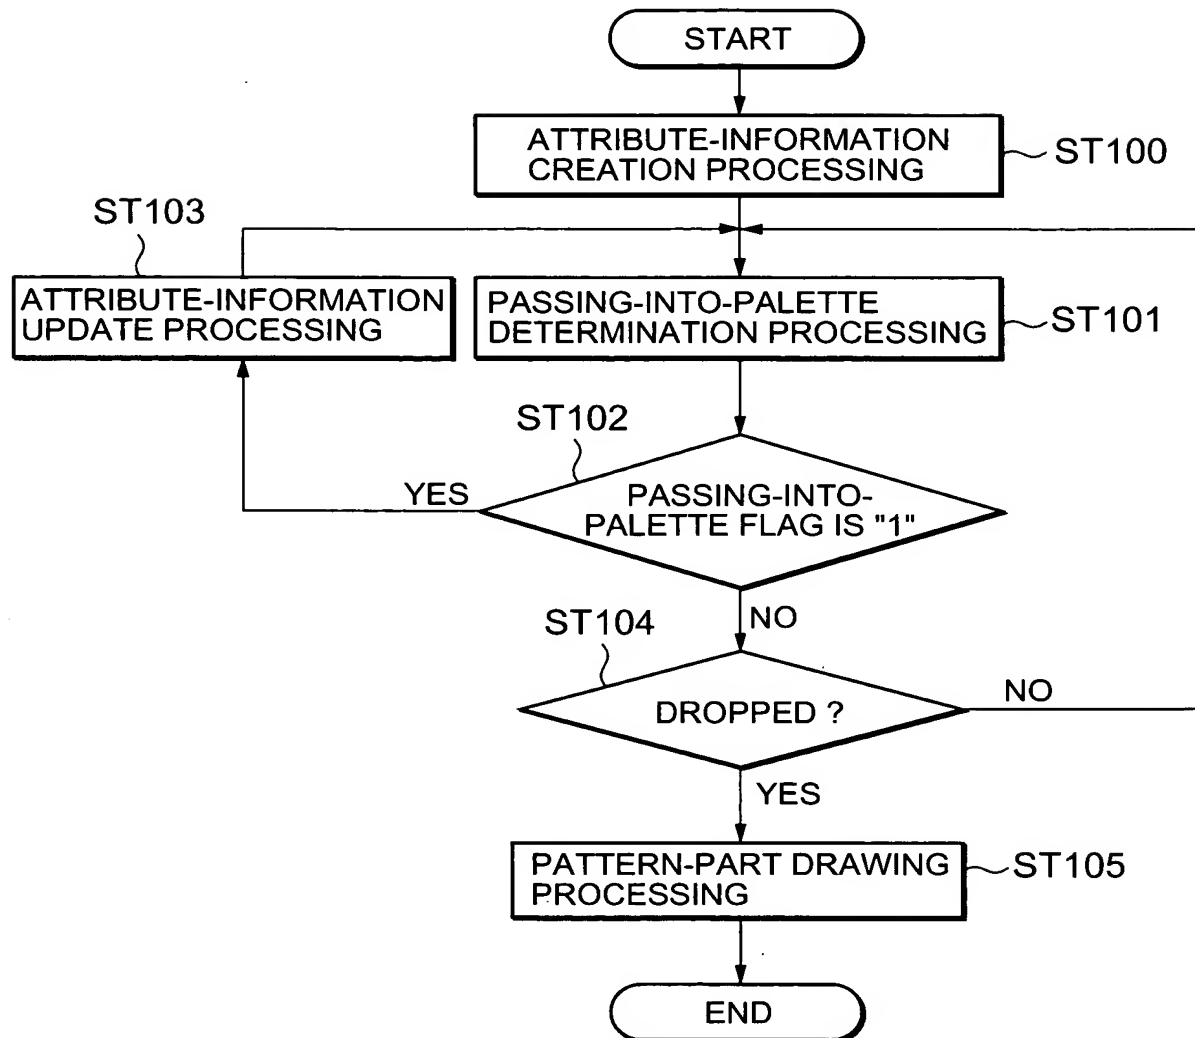 START
ATTRIBUTE-INFORMATION
CREATION PROCESSING
ST100
ST103
ATTRIBUTE-INFORMATION
UPDATE PROCESSING
PASSING-INTO-PALETTE
DETERMINATION PROCESSING
ST101
ST102
YES
PASSING-INTO-
PALETTE FLAG IS "1"
NO
ST104
DROPPED ?
NO
YES
PATTERN-PART DRAWING
PROCESSING
ST105
END